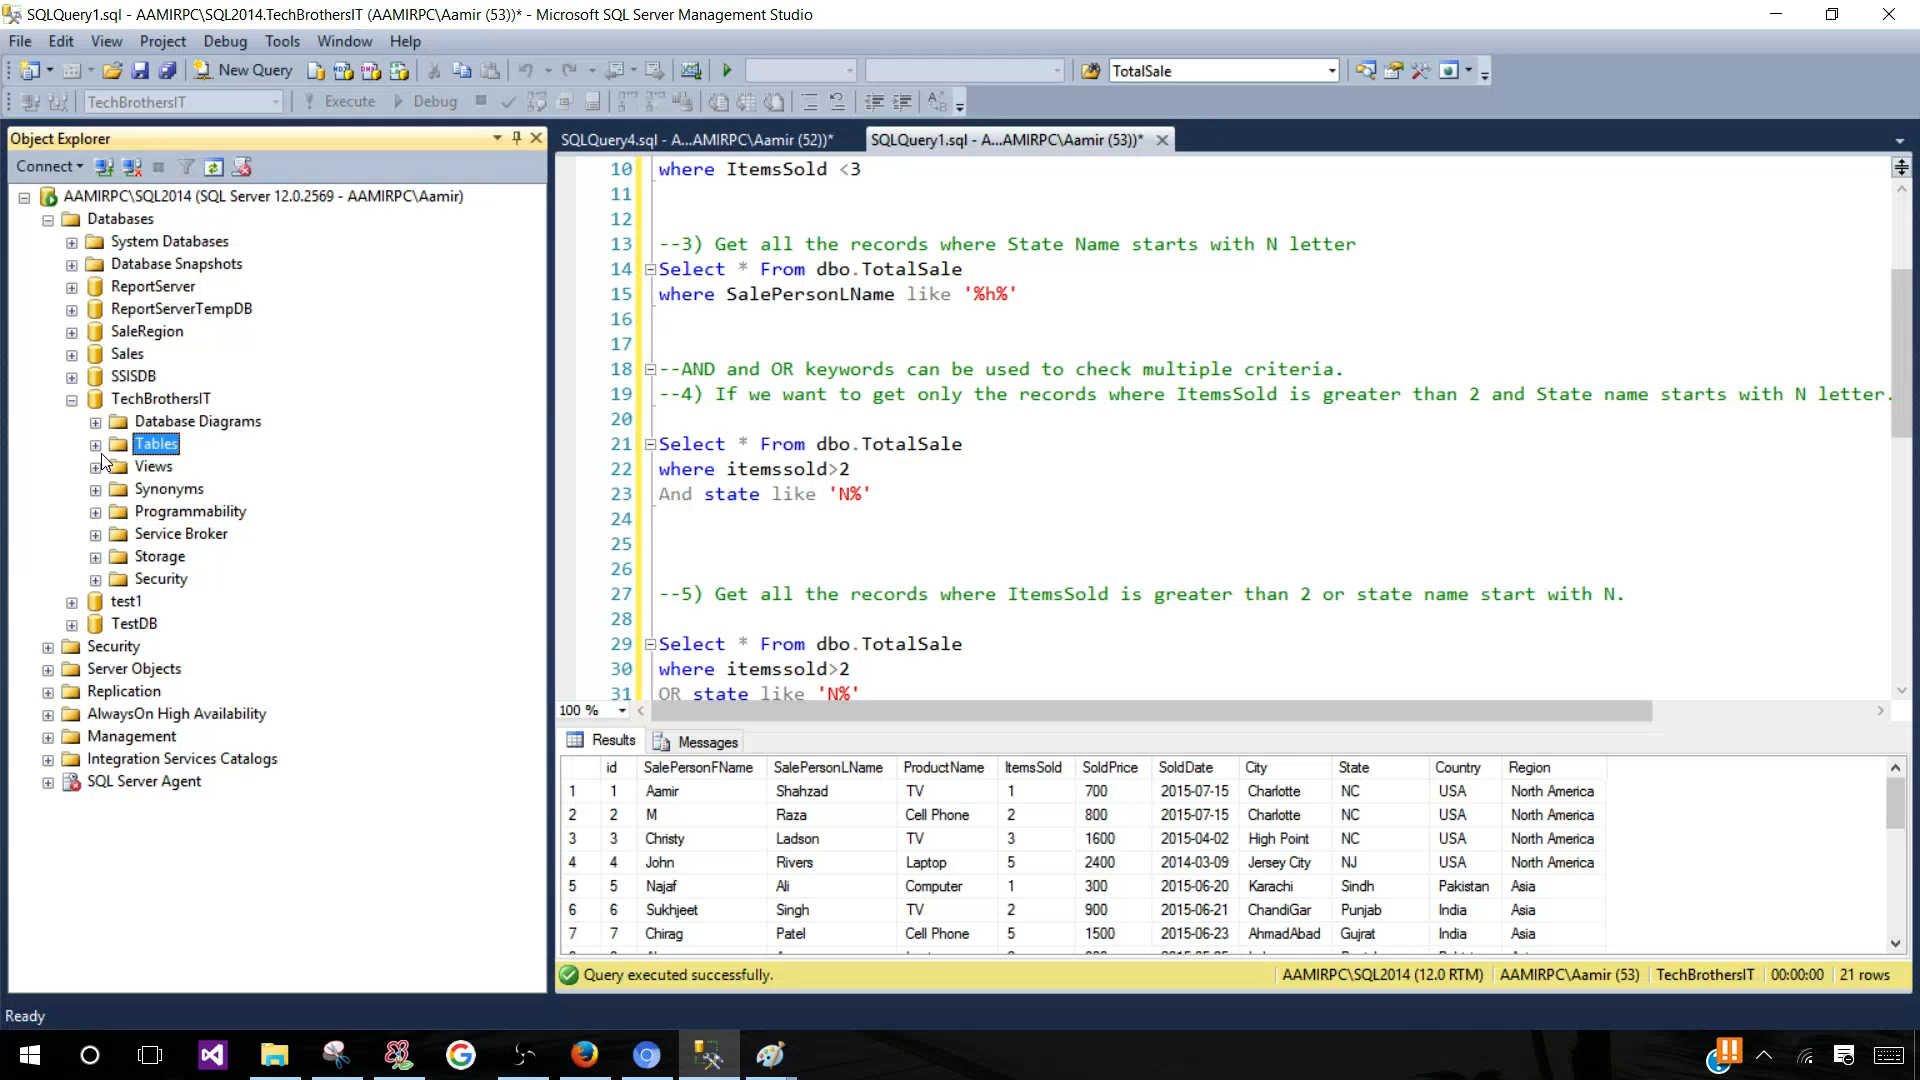 SQLQuery1.sql - AAMIRPC\SQL2014.TechBrothersIT (AAMIRPC\Aamir (53))* - Microsoft SQL Server Management Studio
File Edit View Project Debug Tools Window Help
New Query TotalSale
TechBrothersIT Execute Debug
Object Explorer
Connect
AAMIRPC\SQL2014 (SQL Server 12.0.2569 - AAMIRPC\Aamir)
Databases
System Databases
Database Snapshots
ReportServer
ReportServerTempDB
SaleRegion
Sales
SSISDB
TechBrothersIT
Database Diagrams
Tables
Views
Synonyms
Programmability
Service Broker
Storage
Security
test1
TestDB
Security
Server Objects
Replication
AlwaysOn High Availability
Management
Integration Services Catalogs
SQL Server Agent
SQLQuery4.sql - A...AMIRPC\Aamir (52))* SQLQuery1.sql - A...AMIRPC\Aamir (53))*
10 where ItemsSold <3
11
12
13 --3) Get all the records where State Name starts with N letter
14 Select * From dbo.TotalSale
15 where SalePersonLName like '%h%'
16
17
18 --AND and OR keywords can be used to check multiple criteria.
19 --4) If we want to get only the records where ItemsSold is greater than 2 and State name starts with N letter.
20
21 Select * From dbo.TotalSale
22 where itemssold>2
23 And state like 'N%'
24
25
26
27 --5) Get all the records where ItemsSold is greater than 2 or state name start with N.
28
29 Select * From dbo.TotalSale
30 where itemssold>2
31 OR state like 'N%'
100 %
Results Messages
id SalePersonFName SalePersonLName ProductName ItemsSold SoldPrice SoldDate City State Country Region
1 1 Aamir Shahzad TV 1 700 2015-07-15 Charlotte NC USA North America
2 2 M Raza Cell Phone 2 800 2015-07-15 Charlotte NC USA North America
3 3 Christy Ladson TV 3 1600 2015-04-02 High Point NC USA North America
4 4 John Rivers Laptop 5 2400 2014-03-09 Jersey City NJ USA North America
5 5 Najaf Ali Computer 1 300 2015-06-20 Karachi Sindh Pakistan Asia
6 6 Sukhjeet Singh TV 2 900 2015-06-21 ChandiGar Punjab India Asia
7 7 Chirag Patel Cell Phone 5 1500 2015-06-23 AhmadAbad Gujrat India Asia
Query executed successfully. AAMIRPC\SQL2014 (12.0 RTM) AAMIRPC\Aamir (53) TechBrothersIT 00:00:00 21 rows
Ready